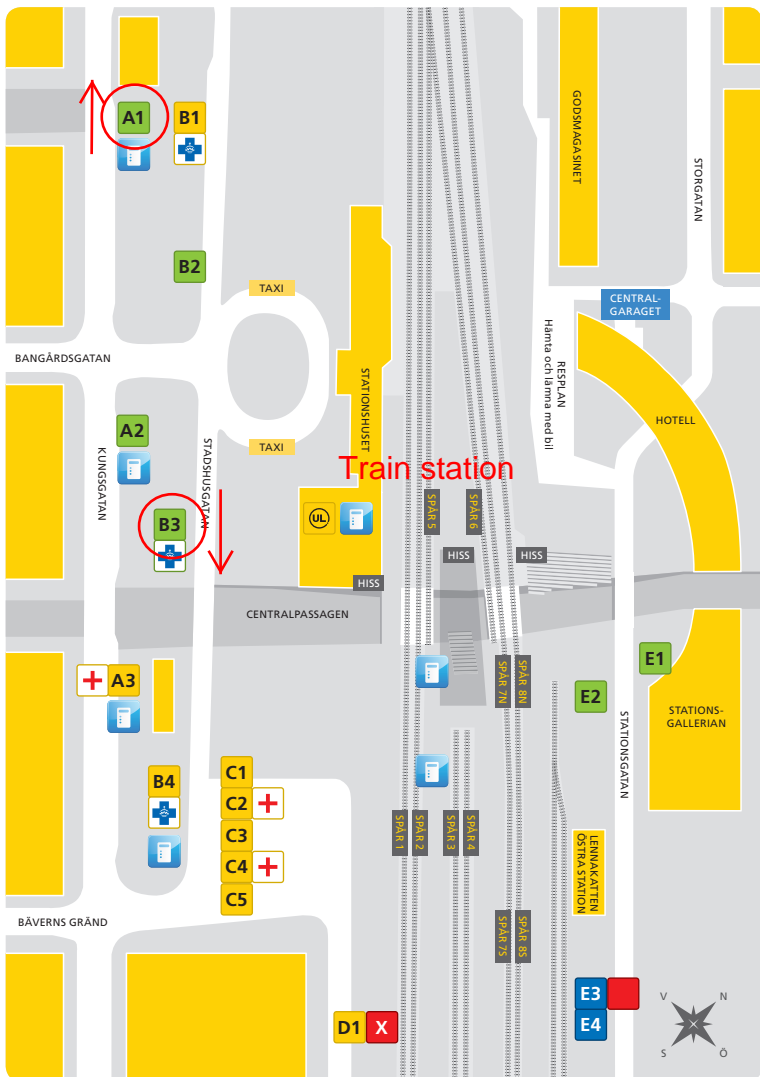 A1
B1
GODSMAGASINET
STORGATAN
B2
TAXI
CENTRAL-
GARAGET
BANGÅRDSGATAN
RESPLAN
Hämta och lämna med bil
STATIONSHUSET
HOTELL
A2
TAXI
KUNGSGATAN
STADSHUSGATAN
Train station
B3
UL
SPÅR 5
SPÅR 6
HISS
HISS
HISS
CENTRALPASSAGEN
E1
A3
SPÅR 7N
SPÅR 8N
E2
STATIONSGATAN
STATIONS-
GALLERIAN
B4
C1
C2
C3
C4
C5
SPÅR 1
SPÅR 2
SPÅR 3
SPÅR 4
LENNAKATTEN
ÖSTRA STATION
BÄVERNS GRÄND
SPÅR 7S
SPÅR 8S
E3
E4
D1
X
V
N
S
Ö